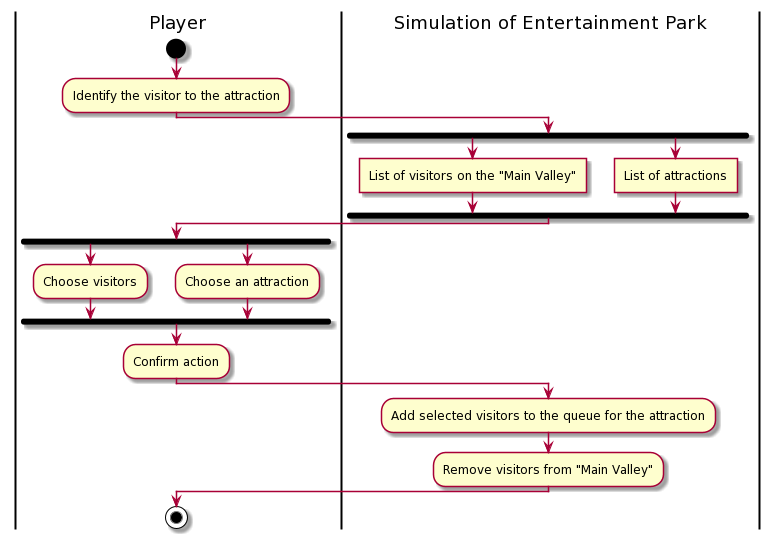 Player
Simulation of Entertainment Park
Identify the visitor to the attraction
List of visitors on the "Main Valley"
List of attractions
Choose visitors
Choose an attraction
Confirm action
Add selected visitors to the queue for the attraction
Remove visitors from "Main Valley"